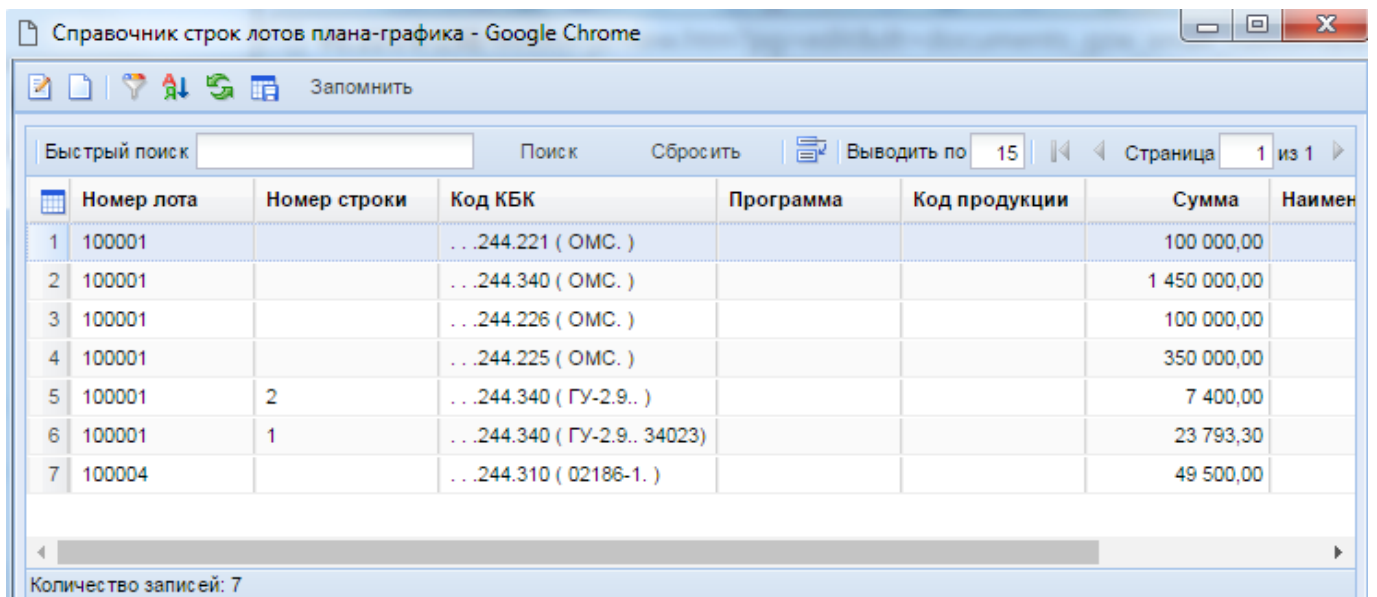 Справочник строк лотов плана-графика - Google Chrome
Запомнить
Быстрый поиск Поиск Сбросить Выводить по 15 Страница 1 из 1
Номер лота Номер строки Код КБК Программа Код продукции Сумма Наимен
1 100001 . . .244.221 ( ОМС. ) 100 000,00
2 100001 . . .244.340 ( ОМС. ) 1 450 000,00
3 100001 . . .244.226 ( ОМС. ) 100 000,00
4 100001 . . .244.225 ( ОМС. ) 350 000,00
5 100001 2 . . .244.340 ( ГУ-2.9.. ) 7 400,00
6 100001 1 . . .244.340 ( ГУ-2.9.. 34023) 23 793,30
7 100004 . . .244.310 ( 02186-1. ) 49 500,00
Количество записей: 7